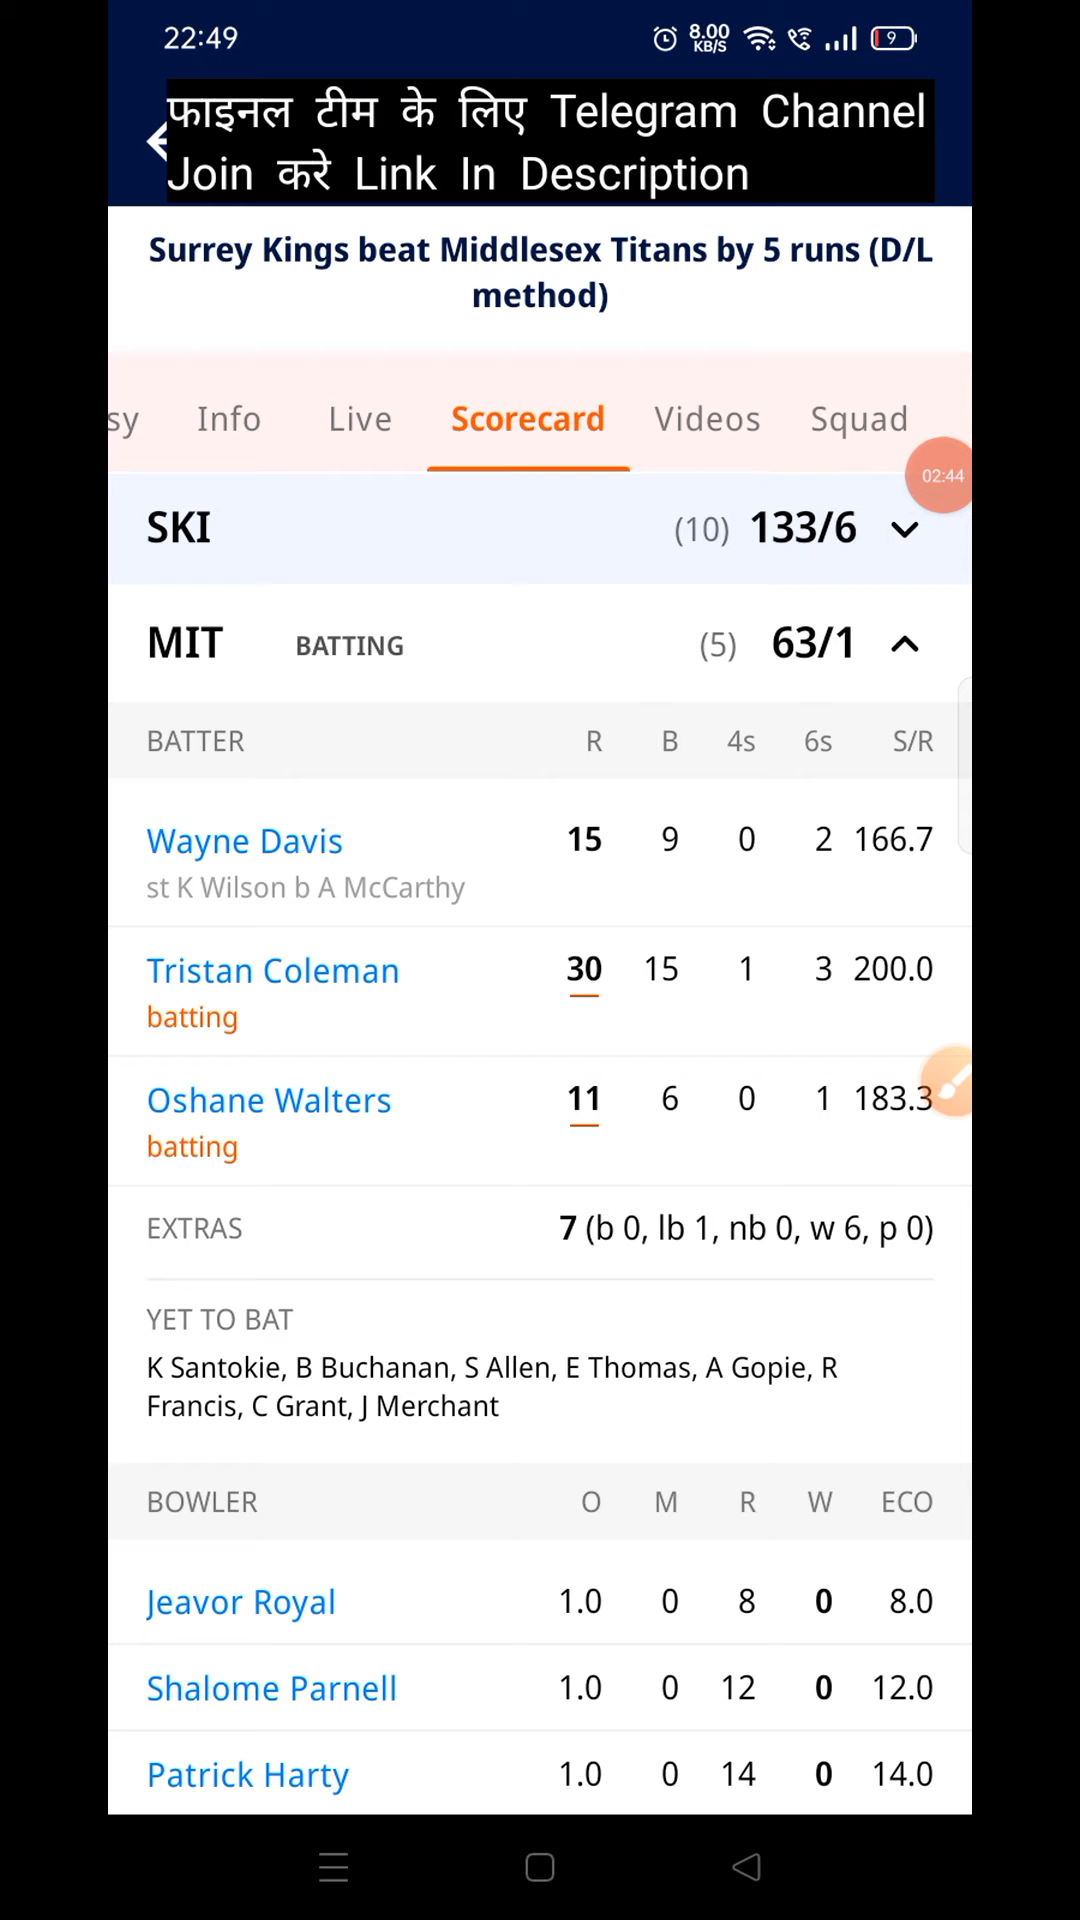 22:49 8.00 KB/S 9
फाइनल टीम के लिए Telegram Channel
Join करे Link In Description
Surrey Kings beat Middlesex Titans by 5 runs (D/L
method)
sy Info Live Scorecard Videos Squad
02:44
SKI (10) 133/6
MIT BATTING (5) 63/1
BATTER R B 4s 6s S/R
Wayne Davis 15 9 0 2 166.7
st K Wilson b A McCarthy
Tristan Coleman 30 15 1 3 200.0
batting
Oshane Walters 11 6 0 1 183.3
batting
EXTRAS 7 (b 0, lb 1, nb 0, w 6, p 0)
YET TO BAT
K Santokie, B Buchanan, S Allen, E Thomas, A Gopie, R
Francis, C Grant, J Merchant
BOWLER O M R W ECO
Jeavor Royal 1.0 0 8 0 8.0
Shalome Parnell 1.0 0 12 0 12.0
Patrick Harty 1.0 0 14 0 14.0